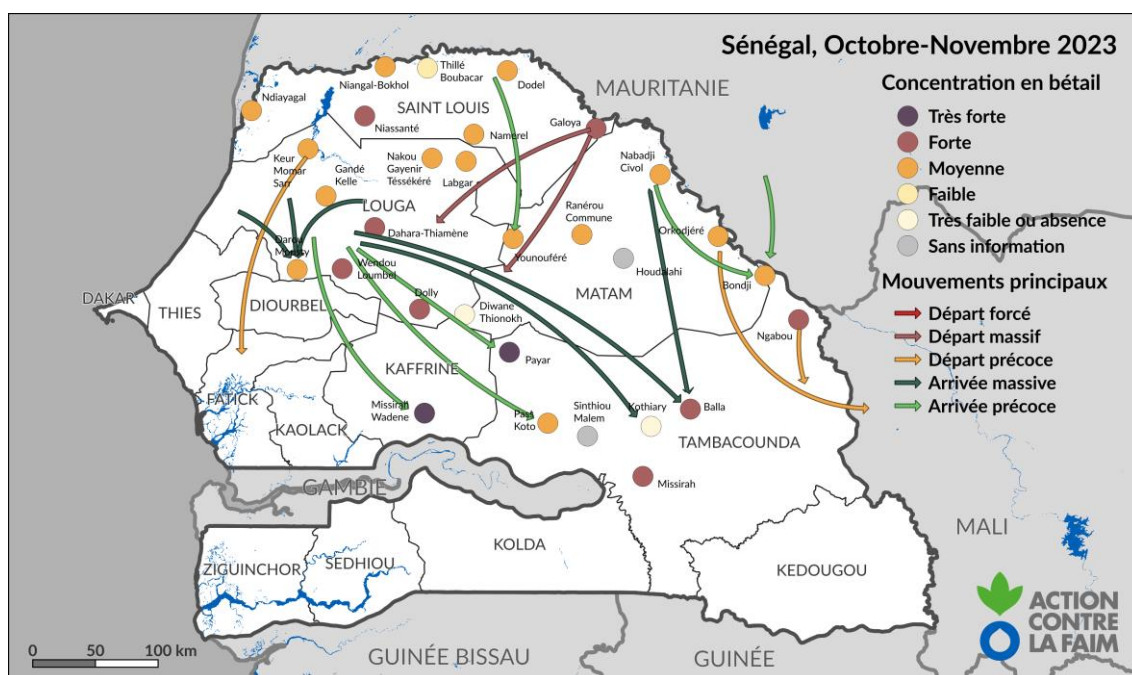 Sénégal, Octobre-Novembre 2023
Concentration en bétail
Très forte
Forte
Moyenne
Faible
Très faible ou absence
Sans information
Mouvements principaux
Départ forcé
Départ massif
Départ précoce
Arrivée massive
Arrivée précoce
MAURITANIE
Thillé
Boubacar
Niangal-Bokhol
Dodel
Ndiayagal
SAINT LOUIS
Niassanté
Galoya
Namerel
Keur
Momar
Sarr
Nakou
Gayenir
Téssékéré
Labgar
Gandé
Kelle
Nabadji
Civol
LOUGA
Ranérou
Commune
Dahara-Thiamène
Orkodjéré
Darou
Mousty
Younouféré
Houdalahi
Wendou
Loumbel
Bondji
DAKAR
THIES
DIOURBEL
Dolly
Diwane
Thionokh
MATAM
Ngabou
Payar
KAFFRINE
FATICK
Missirah
Wadene
Pass
Koto
Sinthiou
Malem
Kothiary
Balla
KAOLACK
TAMBACOUNDA
Missirah
GAMBIE
MALI
KOLDA
ZIGUINCHOR
SEDHIOU
KEDOUGOU
GUINÉE BISSAU
GUINÉE
0 50 100 km
ACTION
CONTRE
LA FAIM